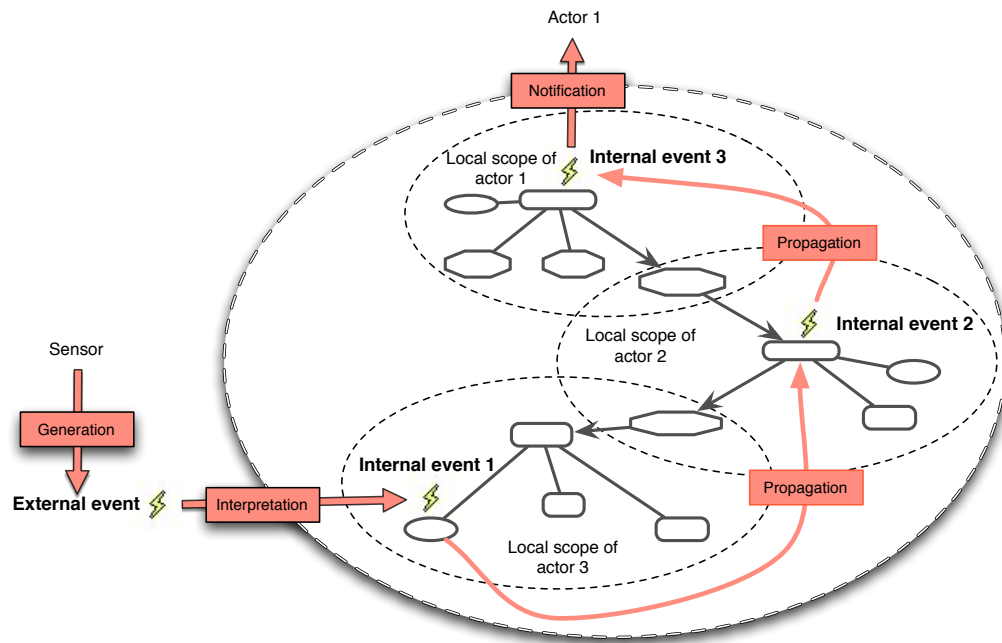 Actor 1
Notification
Local scope of
actor 1
Internal event 3
Propagation
Local scope of
actor 2
Internal event 2
Sensor
Generation
External event
Interpretation
Internal event 1
Propagation
Local scope of
actor 3